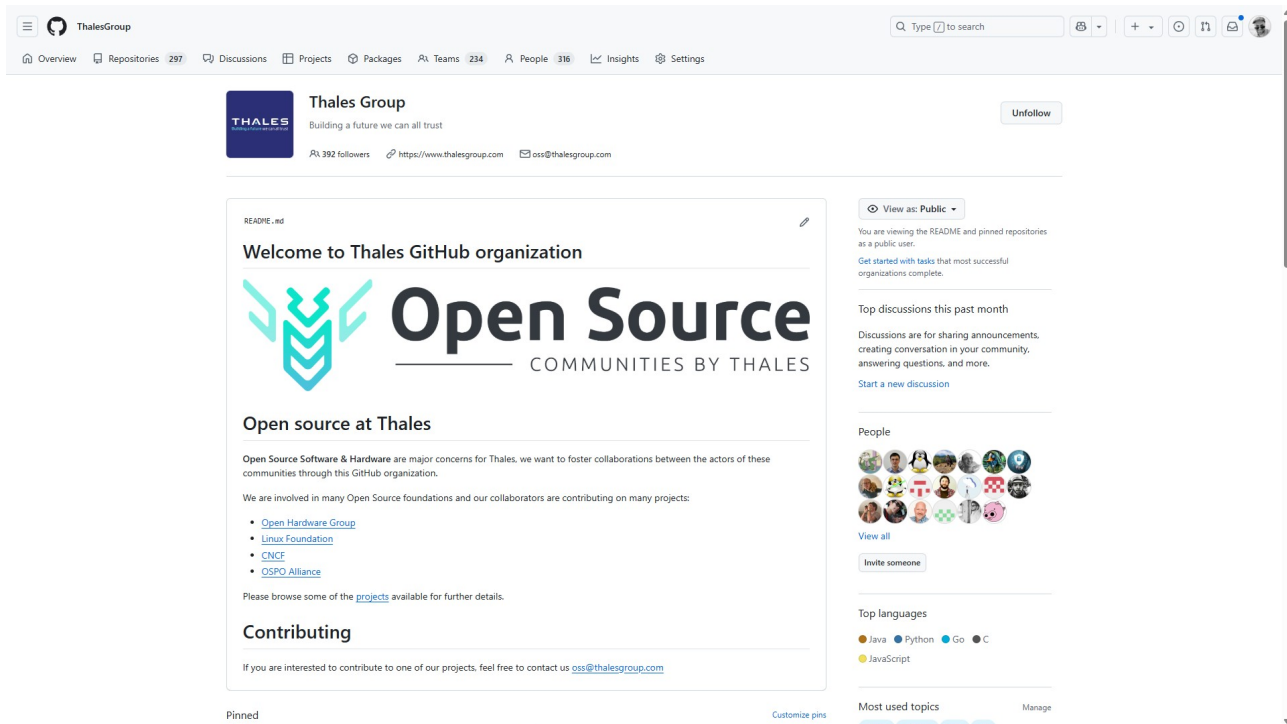 ThalesGroup
Type / to search
Overview
Repositories 297
Discussions
Projects
Packages
Teams 234
People 316
Insights
Settings
THALES
Building a future we can all trust
Thales Group
Building a future we can all trust
392 followers
https://www.thalesgroup.com
oss@thalesgroup.com
Unfollow
README.md
Welcome to Thales GitHub organization
Open Source
COMMUNITIES BY THALES
Open source at Thales
Open Source Software & Hardware are major concerns for Thales, we want to foster collaborations between the actors of these
communities through this GitHub organization.
We are involved in many Open Source foundations and our collaborators are contributing on many projects:
Open Hardware Group
Linux Foundation
CNCF
OSPO Alliance
Please browse some of the projects available for further details.
Contributing
If you are interested to contribute to one of our projects, feel free to contact us oss@thalesgroup.com
Pinned
Customize pins
View as: Public
You are viewing the README and pinned repositories
as a public user.
Get started with tasks that most successful
organizations complete.
Top discussions this past month
Discussions are for sharing announcements,
creating conversation in your community,
answering questions, and more.
Start a new discussion
People
View all
Invite someone
Top languages
Java Python Go C
JavaScript
Most used topics
Manage